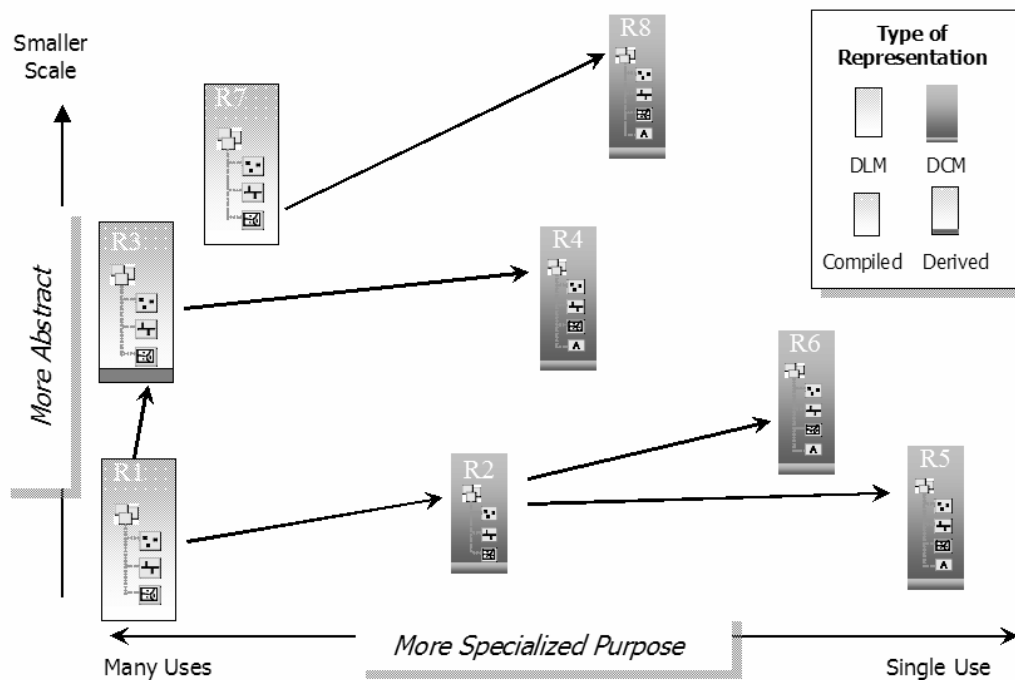 Smaller
Scale
R7
R8
Type of
Representation
DLM
DCM
Compiled
Derived
R3
R4
A
A
More Abstract
R6
A
R1
R2
R5
A
More Specialized Purpose
Many Uses
Single Use